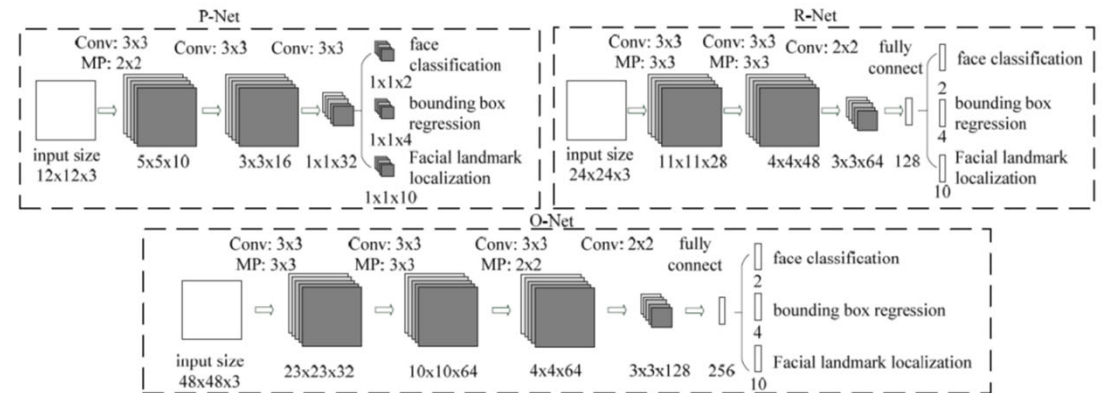 P-Net
Conv: 3x3
MP: 2x2
Conv: 3x3
Conv: 3x3
face
classification
1x1x2
bounding box
regression
1x1x4
Facial landmark
localization
1x1x10
input size
12x12x3
5x5x10
3x3x16
1x1x32
R-Net
Conv: 3x3
MP: 3x3
Conv: 3x3
MP: 3x3
Conv: 2x2
fully
connect
face classification
2
bounding box
regression
4
Facial landmark
localization
10
input size
24x24x3
11x11x28
4x4x48
3x3x64
128
O-Net
Conv: 3x3
MP: 3x3
Conv: 3x3
MP: 3x3
Conv: 3x3
MP: 2x2
Conv: 2x2
fully
connect
face classification
2
bounding box regression
4
Facial landmark localization
10
input size
48x48x3
23x23x32
10x10x64
4x4x64
3x3x128
256